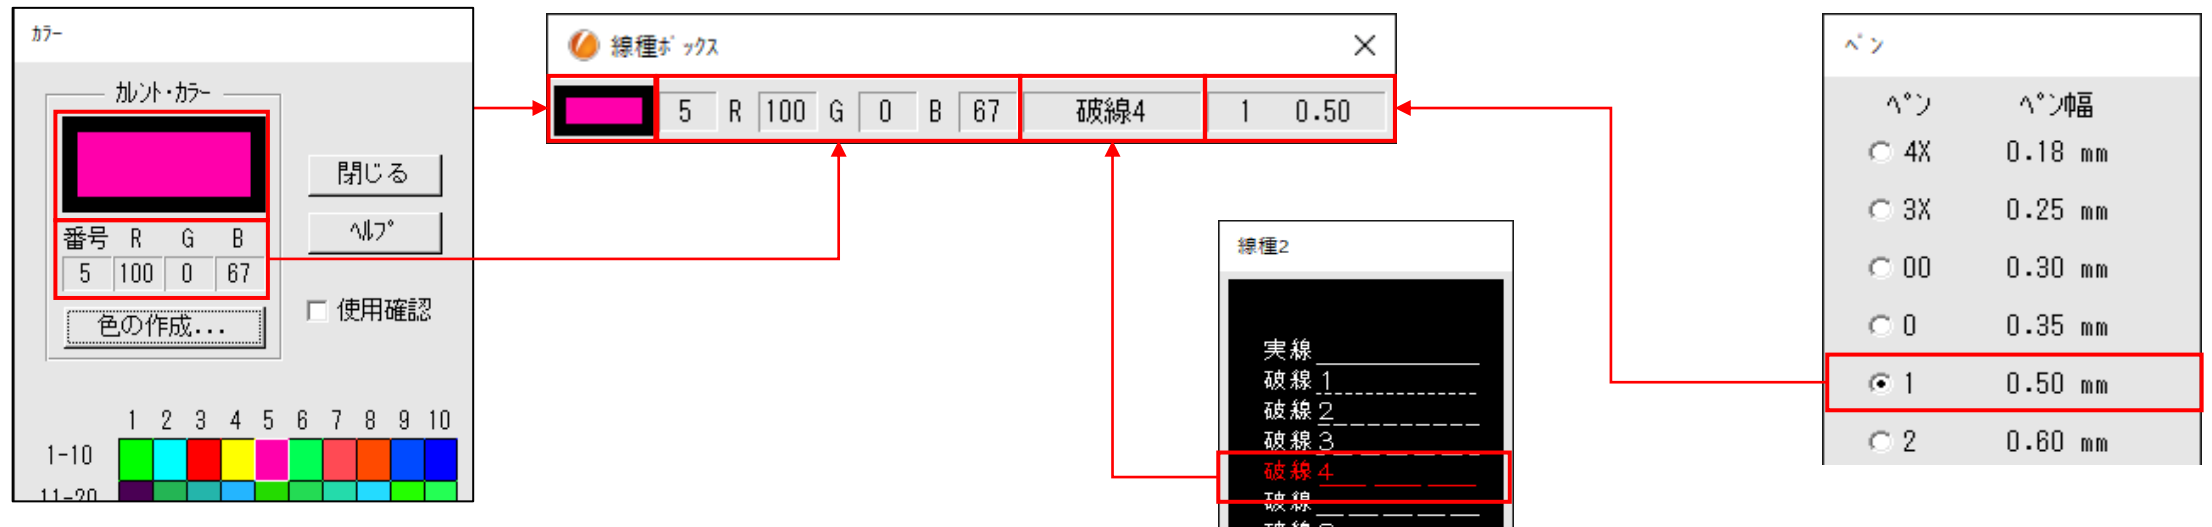 カラー
カレント・カラー
閉じる
ヘルプ
番号 R G B
5 100 0 67
色の作成...
使用確認
1 2 3 4 5 6 7 8 9 10
1-10
11-20
線種ボックス
5 R 100 G 0 B 67 破線4 1 0.50
線種2
実線
破線1
破線2
破線3
破線4
破線
ペン
ペン ペン幅
4X 0.18 mm
3X 0.25 mm
00 0.30 mm
0 0.35 mm
1 0.50 mm
2 0.60 mm